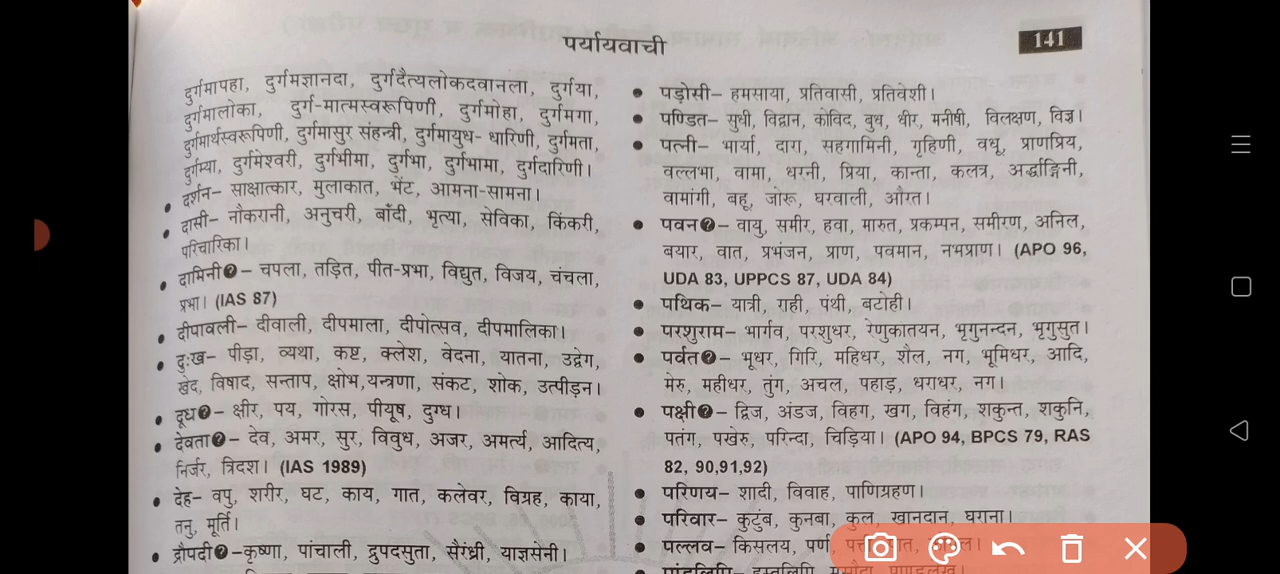 पर्यायवाची
141
दुर्गमापहा, दुर्गमज्ञानदा, दुर्गदैत्यलोकदवानला, दुर्गया,
दुर्गमालोका, दुर्ग-मात्मस्वरूपिणी, दुर्गमोहा, दुर्गमगा,
दुर्गमार्थस्वरूपिणी, दुर्गमासुर संहन्त्री, दुर्गमायुध- धारिणी, दुर्गमता,
दुर्गम्या, दुर्गमेश्वरी, दुर्गभीमा, दुर्गभा, दुर्गभामा, दुर्गदारिणी।
● दर्शन– साक्षात्कार, मुलाकात, भेंट, आमना-सामना।
● दासी– नौकरानी, अनुचरी, बाँदी, भृत्या, सेविका, किंकरी,
परिचारिका।
● दामिनी?– चपला, तड़ित, पीत-प्रभा, विद्युत, विजय, चंचला,
प्रभा। (IAS 87)
● दीपावली– दीवाली, दीपमाला, दीपोत्सव, दीपमालिका।
● दुःख– पीड़ा, व्यथा, कष्ट, क्लेश, वेदना, यातना, उद्वेग,
खेद, विषाद, सन्ताप, क्षोभ,यन्त्रणा, संकट, शोक, उत्पीड़न।
● दूध?– क्षीर, पय, गोरस, पीयूष, दुग्ध।
● देवता?– देव, अमर, सुर, विवुध, अजर, अमर्त्य, आदित्य,
निर्जर, त्रिदश। (IAS 1989)
● देह– वपु, शरीर, घट, काय, गात, कलेवर, विग्रह, काया,
तनु, मूर्ति।
● द्रौपदी?–कृष्णा, पांचाली, द्रुपदसुता, सैरंध्री, याज्ञसेनी।
● पड़ोसी– हमसाया, प्रतिवासी, प्रतिवेशी।
● पण्डित– सुधी, विद्वान, कोविद, बुध, धीर, मनीषी, विलक्षण, विज्ञ।
● पत्नी– भार्या, दारा, सहगामिनी, गृहिणी, वधू, प्राणप्रिय,
वल्लभा, वामा, धरनी, प्रिया, कान्ता, कलत्र, अर्द्धाङ्गिनी,
वामांगी, बहू, जोरू, घरवाली, औरत।
● पवन?– वायु, समीर, हवा, मारुत, प्रकम्पन, समीरण, अनिल,
बयार, वात, प्रभंजन, प्राण, पवमान, नभप्राण। (APO 96,
UDA 83, UPPCS 87, UDA 84)
● पथिक– यात्री, राही, पंथी, बटोही।
● परशुराम– भार्गव, परशुधर, रेणुकातयन, भृगुनन्दन, भृगुसुत।
● पर्वत?– भूधर, गिरि, महिधर, शैल, नग, भूमिधर, आदि,
मेरु, महीधर, तुंग, अचल, पहाड़, धराधर, नग।
● पक्षी?– द्विज, अंडज, विहग, खग, विहंग, शकुन्त, शकुनि,
पतंग, पखेरु, परिन्दा, चिड़िया। (APO 94, BPCS 79, RAS
82, 90,91,92)
● परिणय– शादी, विवाह, पाणिग्रहण।
● परिवार– कुटुंब, कुनबा, कुल, खानदान, घराना।
● पल्लव– किसलय, पर्ण,